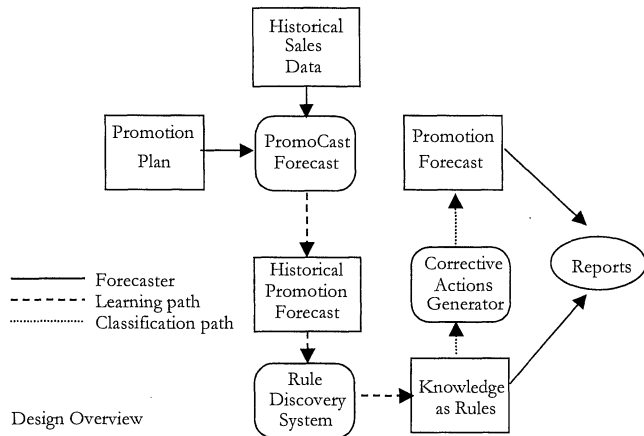 Historical
Sales
Data
Promotion
Plan
PromoCast
Forecast
Promotion
Forecast
Historical
Promotion
Forecast
Corrective
Actions
Generator
Reports
Forecaster
Learning path
Classification path
Rule
Discovery
System
Knowledge
as Rules
Design Overview